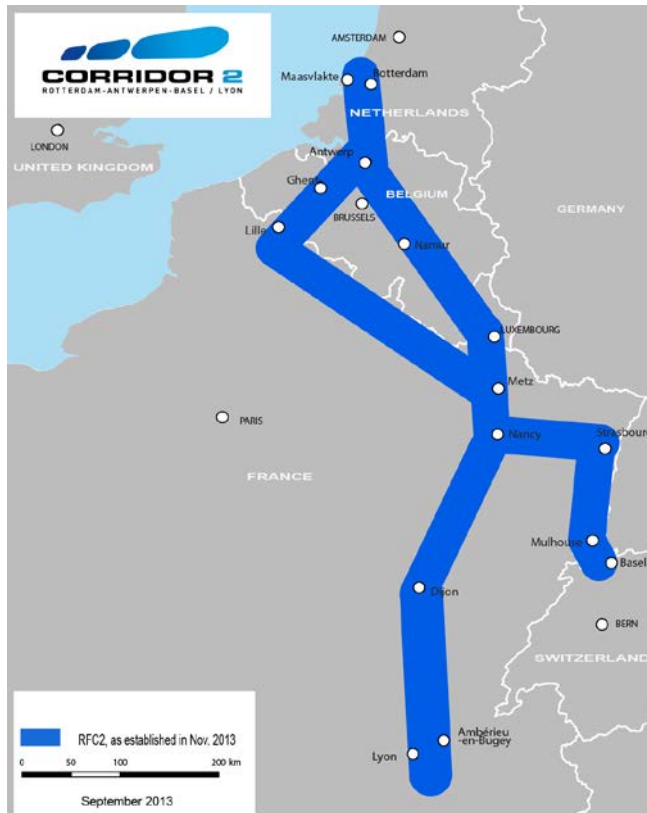 CORRIDOR 2
ROTTERDAM-ANTWERPEN-BASEL / LYON
AMSTERDAM
Maasvlakte
Rotterdam
NETHERLANDS
LONDON
UNITED KINGDOM
Antwerp
Ghent
BELGIUM
BRUSSELS
GERMANY
Lille
Namur
LUXEMBOURG
Metz
PARIS
Nancy
Strasbourg
FRANCE
Mulhouse
Basel
Dijon
BERN
SWITZERLAND
RFC2, as established in Nov. 2013
0 50 100 200 km
September 2013
Ambérieu
-en-Bugey
Lyon